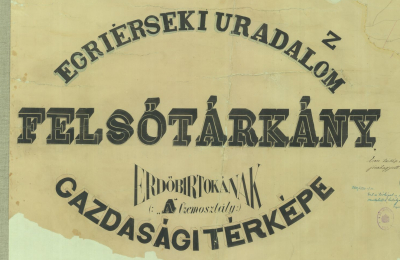 EGRIÉRSEKI URADALOM
Z
FELSŐTÁRKÁNY
ERDŐBIRTOKÁNAK
(: „A" Üzemosztály :)
GAZDASÁGI TÉRKÉPE